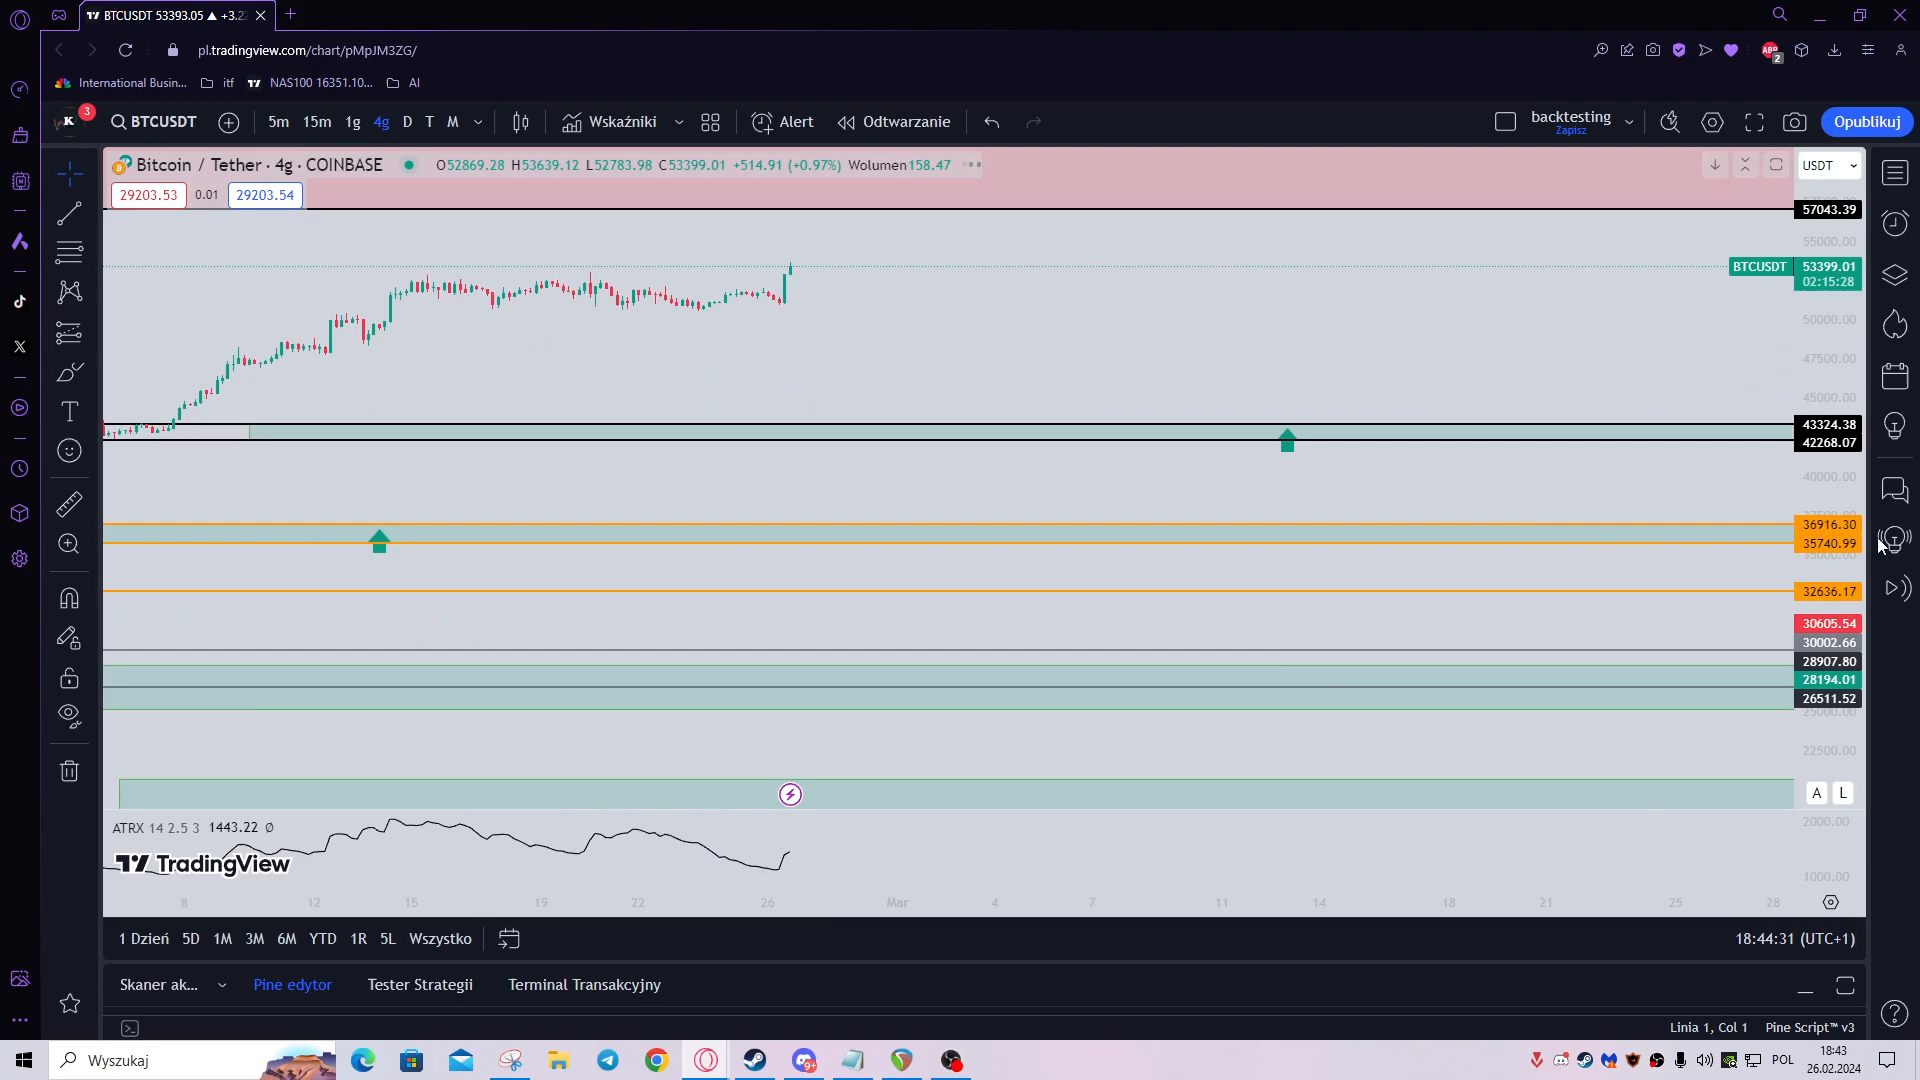 BTCUSDT 53393.05 ▲ +3.2
pl.tradingview.com/chart/pMpJM3ZG/
ABP
2
International Busin...
itf
NAS100 16351.10...
AI
K
3
BTCUSDT
5m
15m
1g
4g
D
T
M
Wskaźniki
Alert
Odtwarzanie
backtesting
Zapisz
Opublikuj
Bitcoin / Tether · 4g · COINBASE
O52869.28 H53639.12 L52783.98 C53399.01 +514.91 (+0.97%) Wolumen158.47
USDT
29203.53
0.01
29203.54
57043.39
55000.00
BTCUSDT
53399.01
02:15:28
50000.00
47500.00
45000.00
43324.38
42268.07
40000.00
36916.30
35740.99
32636.17
30605.54
30002.66
28907.80
28194.01
26511.52
25000.00
22500.00
A
L
ATRX 14 2.5 3 1443.22 Ø
2000.00
TradingView
1000.00
8
12
15
19
22
26
Mar
4
7
11
14
18
21
25
28
1 Dzień
5D
1M
3M
6M
YTD
1R
5L
Wszystko
18:44:31 (UTC+1)
Skaner ak...
Pine edytor
Tester Strategii
Terminal Transakcyjny
Linia 1, Col 1
Pine Script™ v3
Wyszukaj
9+
POL
18:43
26.02.2024